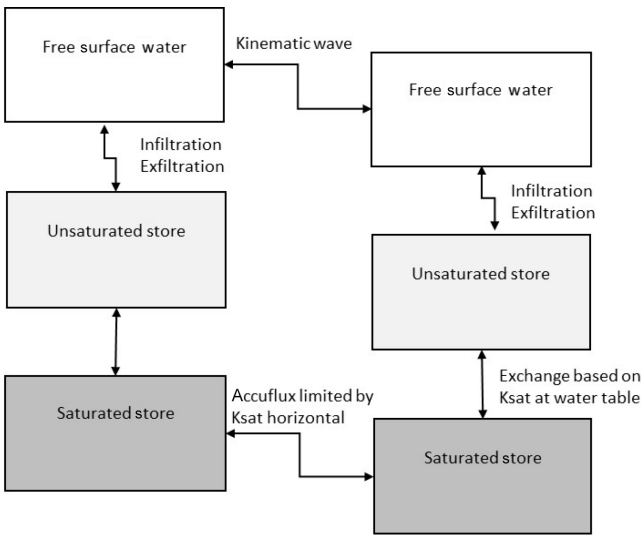 Free surface water
Kinematic wave
Free surface water
Infiltration
Exfiltration
Infiltration
Exfiltration
Unsaturated store
Unsaturated store
Exchange based on
Ksat at water table
Accuflux limited by
Ksat horizontal
Saturated store
Saturated store